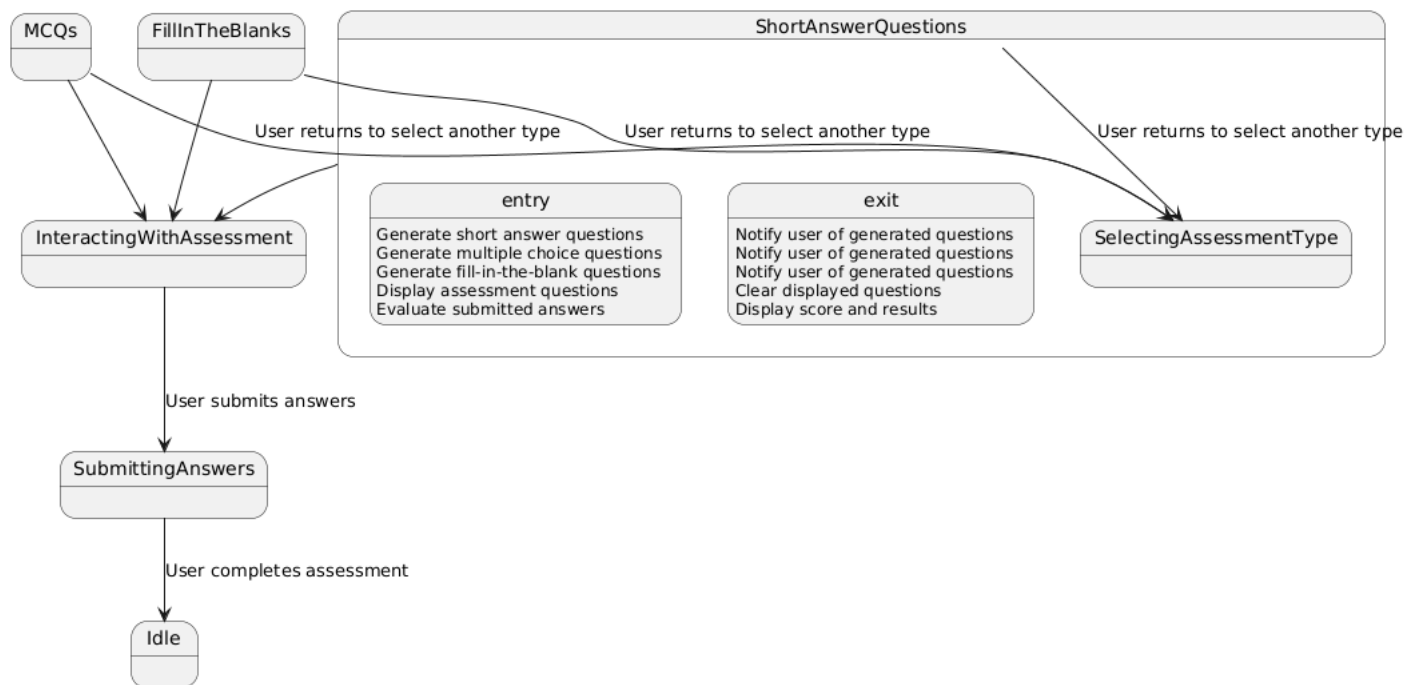 MCQs
FillInTheBlanks
ShortAnswerQuestions
User returns to select another type
User returns to select another type
User returns to select another type
entry
Generate short answer questions
Generate multiple choice questions
Generate fill-in-the-blank questions
Display assessment questions
Evaluate submitted answers
exit
Notify user of generated questions
Notify user of generated questions
Notify user of generated questions
Clear displayed questions
Display score and results
InteractingWithAssessment
SelectingAssessmentType
User submits answers
SubmittingAnswers
User completes assessment
Idle